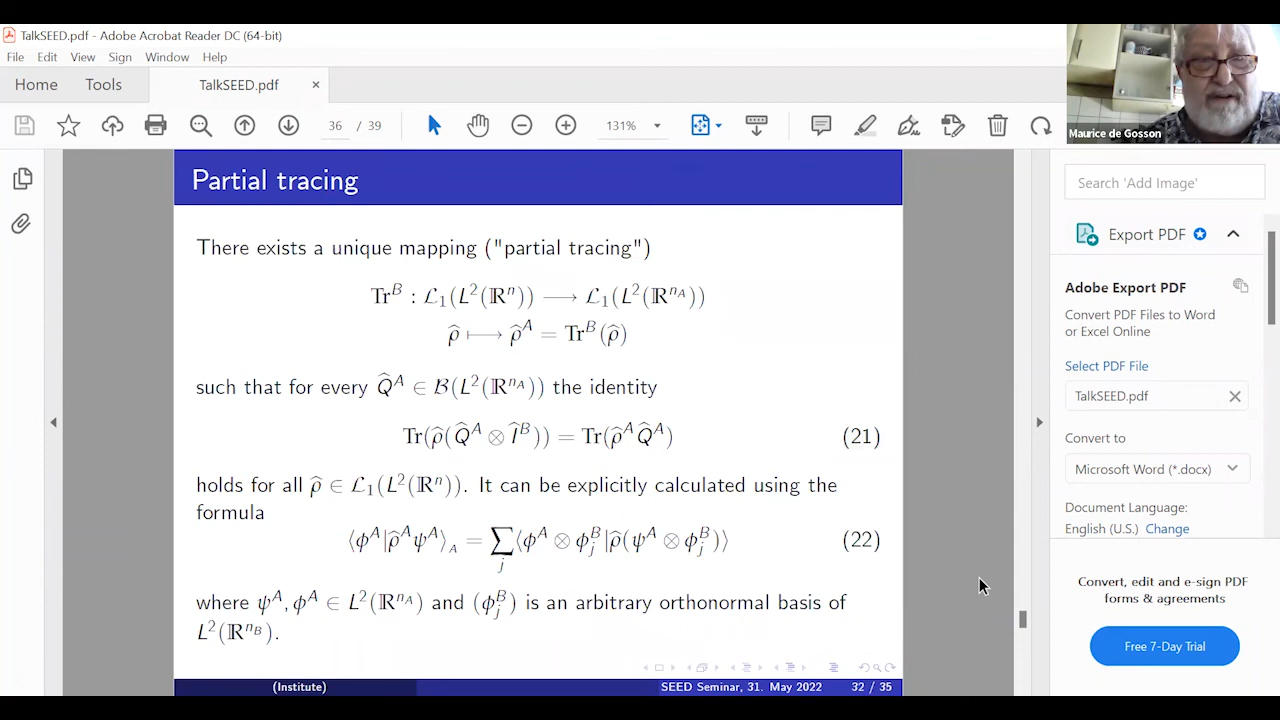 TalkSEED.pdf - Adobe Acrobat Reader DC (64-bit)
File Edit View Sign Window Help
Home Tools TalkSEED.pdf ×
36 / 39 131%
Maurice de Gosson
Partial tracing
There exists a unique mapping ("partial tracing")
Tr^B : ℒ₁(L²(ℝⁿ)) ⟶ ℒ₁(L²(ℝ^{n_A}))
ρ̂ ⟼ ρ̂^A = Tr^B(ρ̂)
such that for every Q̂^A ∈ ℬ(L²(ℝ^{n_A})) the identity
Tr(ρ̂(Q̂^A ⊗ Î^B)) = Tr(ρ̂^A Q̂^A) (21)
holds for all ρ̂ ∈ ℒ₁(L²(ℝⁿ)). It can be explicitly calculated using the
formula
⟨ϕ^A|ρ̂^A ψ^A⟩_A = ∑_j ⟨ϕ^A ⊗ ϕ_j^B|ρ̂(ψ^A ⊗ ϕ_j^B)⟩ (22)
where ψ^A, ϕ^A ∈ L²(ℝ^{n_A}) and (ϕ_j^B) is an arbitrary orthonormal basis of
L²(ℝ^{n_B}).
(Institute) SEED Seminar, 31. May 2022 32 / 35
Search 'Add Image'
Export PDF
Adobe Export PDF
Convert PDF Files to Word
or Excel Online
Select PDF File
TalkSEED.pdf
Convert to
Microsoft Word (*.docx)
Document Language:
English (U.S.) Change
Convert, edit and e-sign PDF
forms & agreements
Free 7-Day Trial